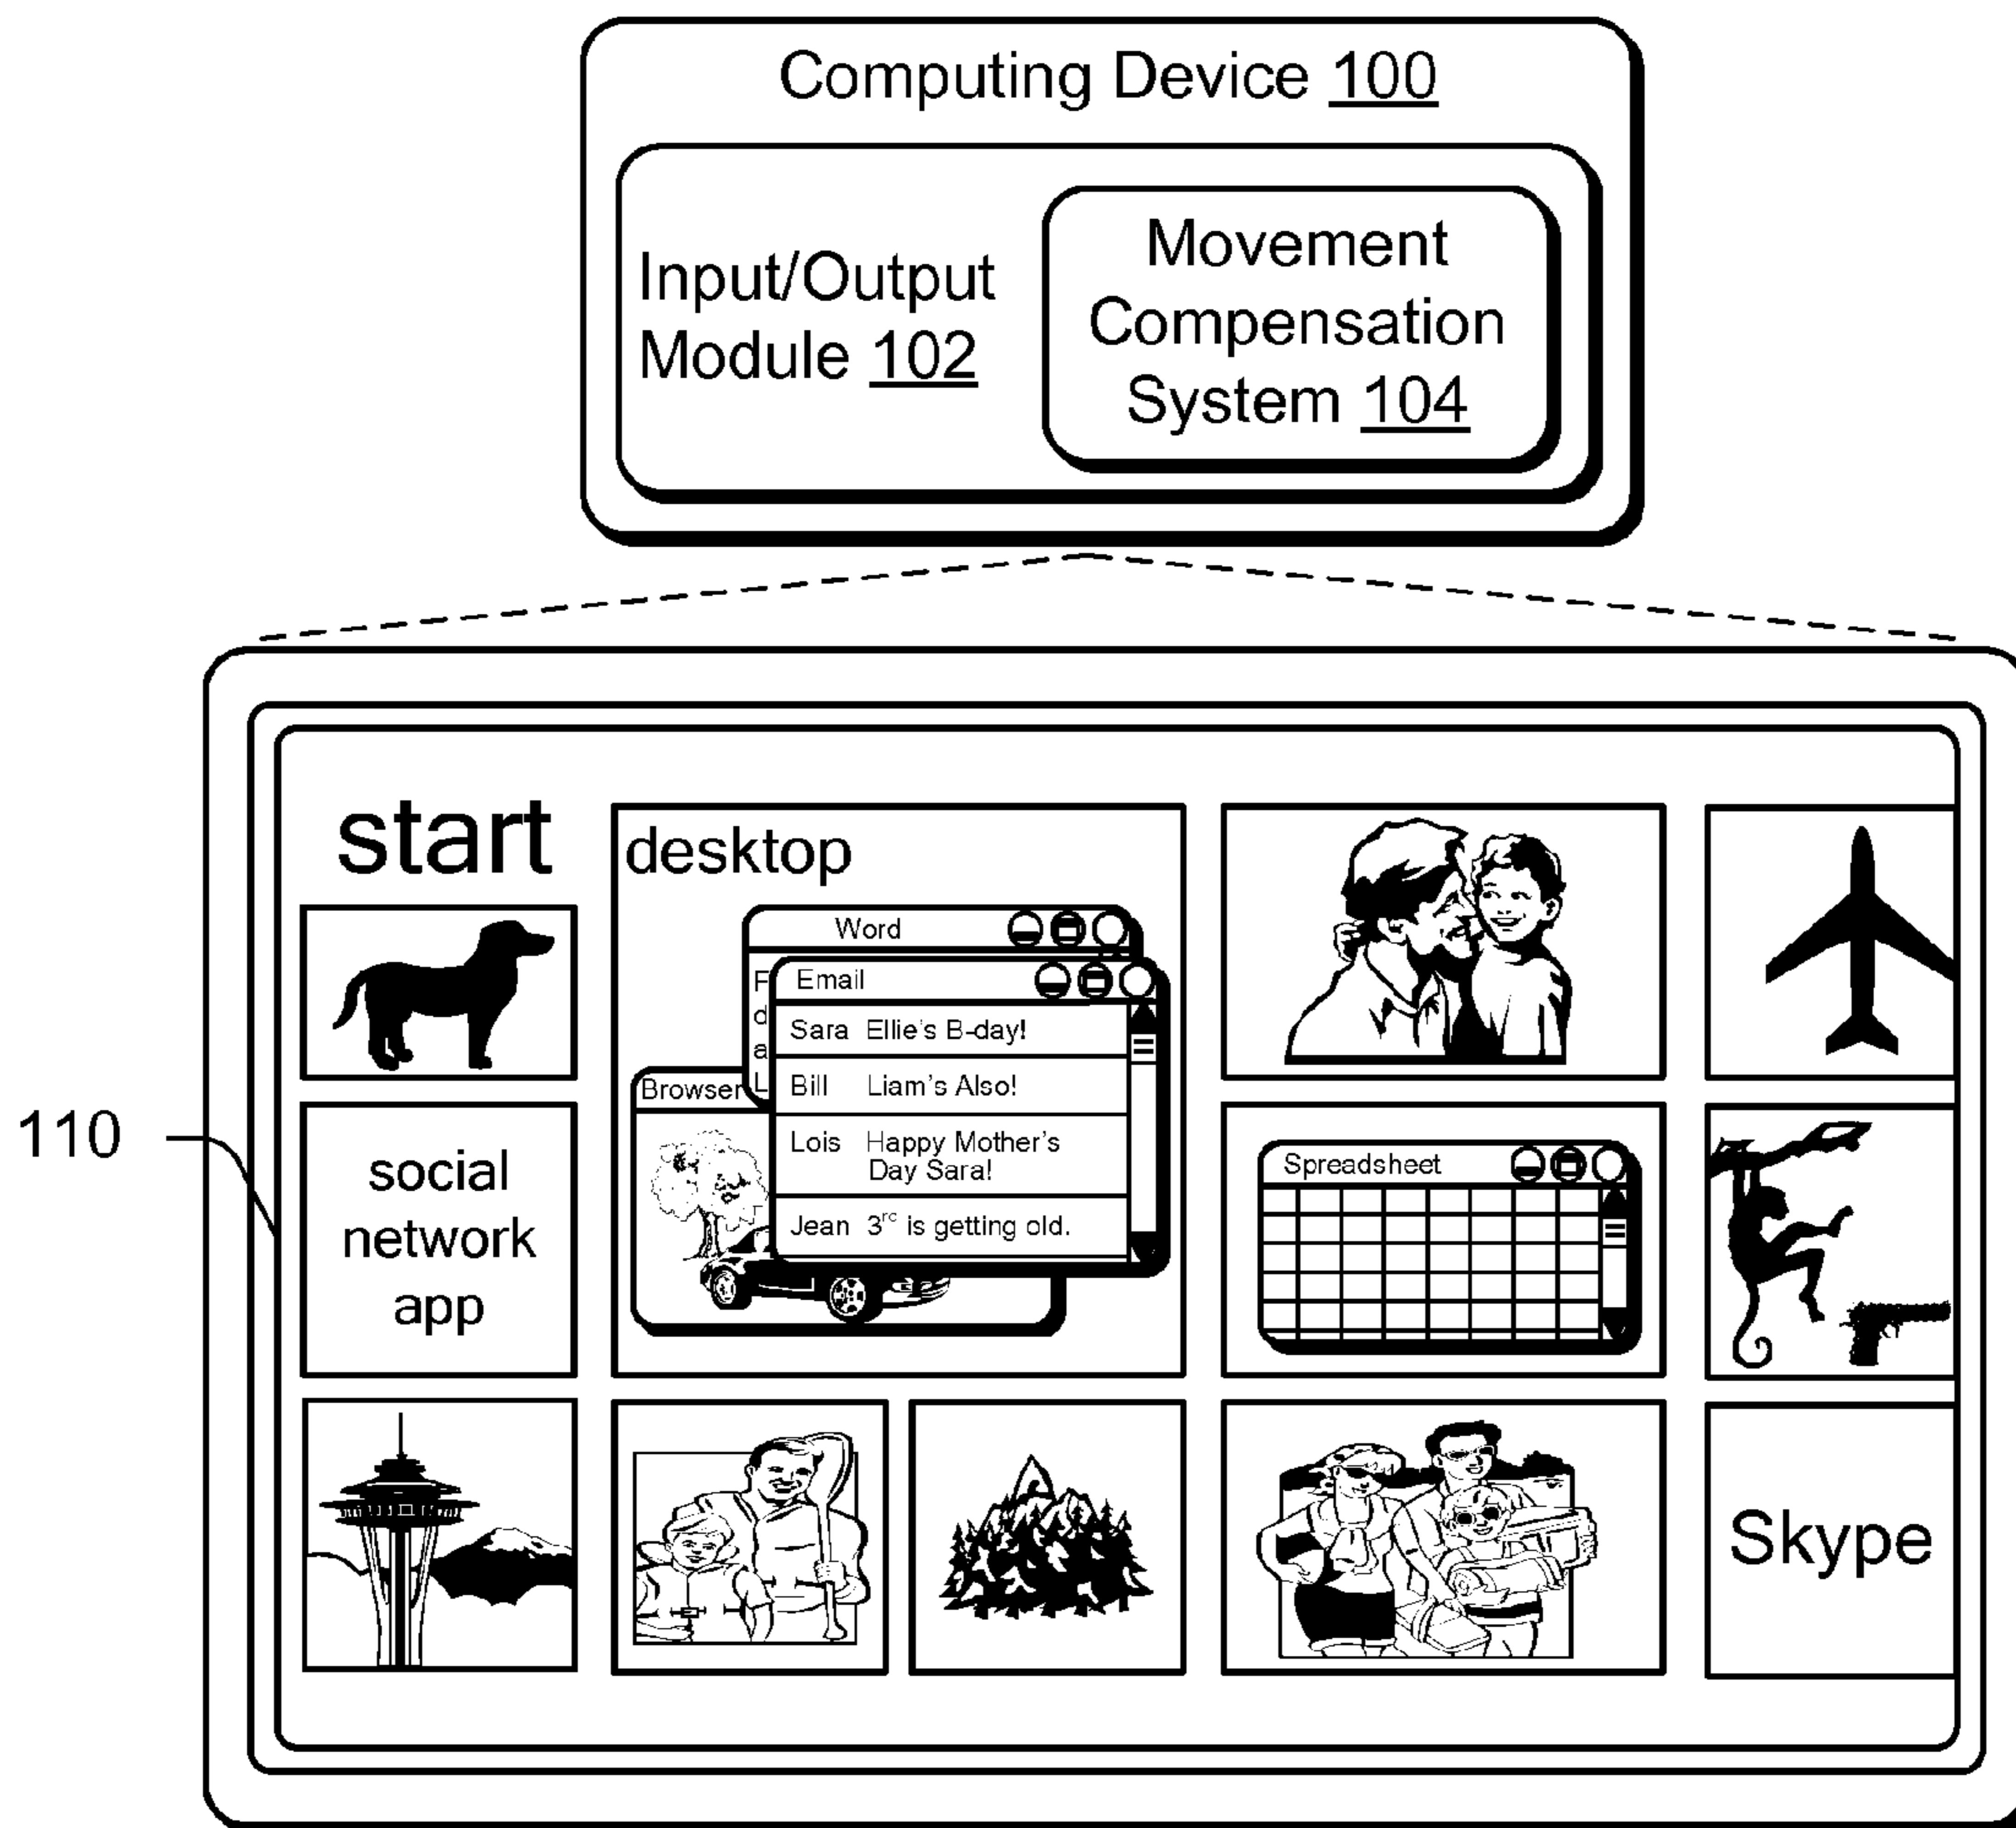 Computing Device 100
Input/Output
Module 102
Movement
Compensation
System 104
110
start
desktop
Word
F
d
a
L
Email
Sara Ellie's B-day!
Bill Liam's Also!
Lois Happy Mother's
Day Sara!
Jean 3rd is getting old.
Browser
Spreadsheet
social
network
app
Skype